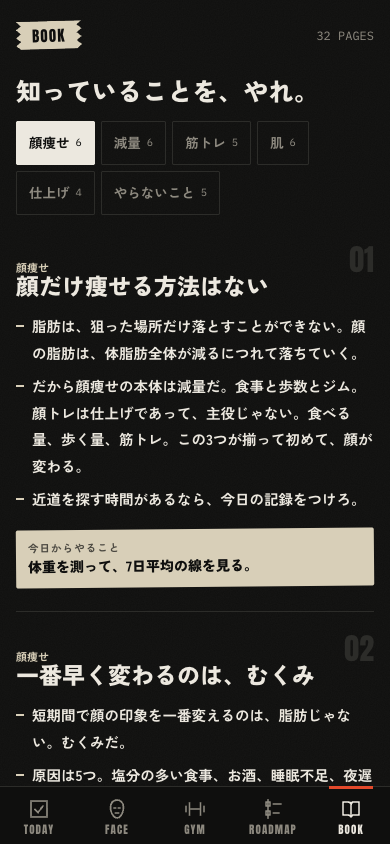 BOOK
32 PAGES
知っていることを、やれ。
顔痩せ 6
減量 6
筋トレ 5
肌 6
仕上げ 4
やらないこと 5
01
顔痩せ
顔だけ痩せる方法はない
– 脂肪は、狙った場所だけ落とすことができない。顔
の脂肪は、体脂肪全体が減るにつれて落ちていく。
– だから顔痩せの本体は減量だ。食事と歩数とジム。
顔トレは仕上げであって、主役じゃない。食べる
量、歩く量、筋トレ。この3つが揃って初めて、顔が
変わる。
– 近道を探す時間があるなら、今日の記録をつけろ。
今日からやること
体重を測って、7日平均の線を見る。
02
顔痩せ
一番早く変わるのは、むくみ
– 短期間で顔の印象を一番変えるのは、脂肪じゃな
い。むくみだ。
– 原因は5つ。塩分の多い食事、お酒、睡眠不足、夜遅
TODAY
FACE
GYM
ROADMAP
BOOK